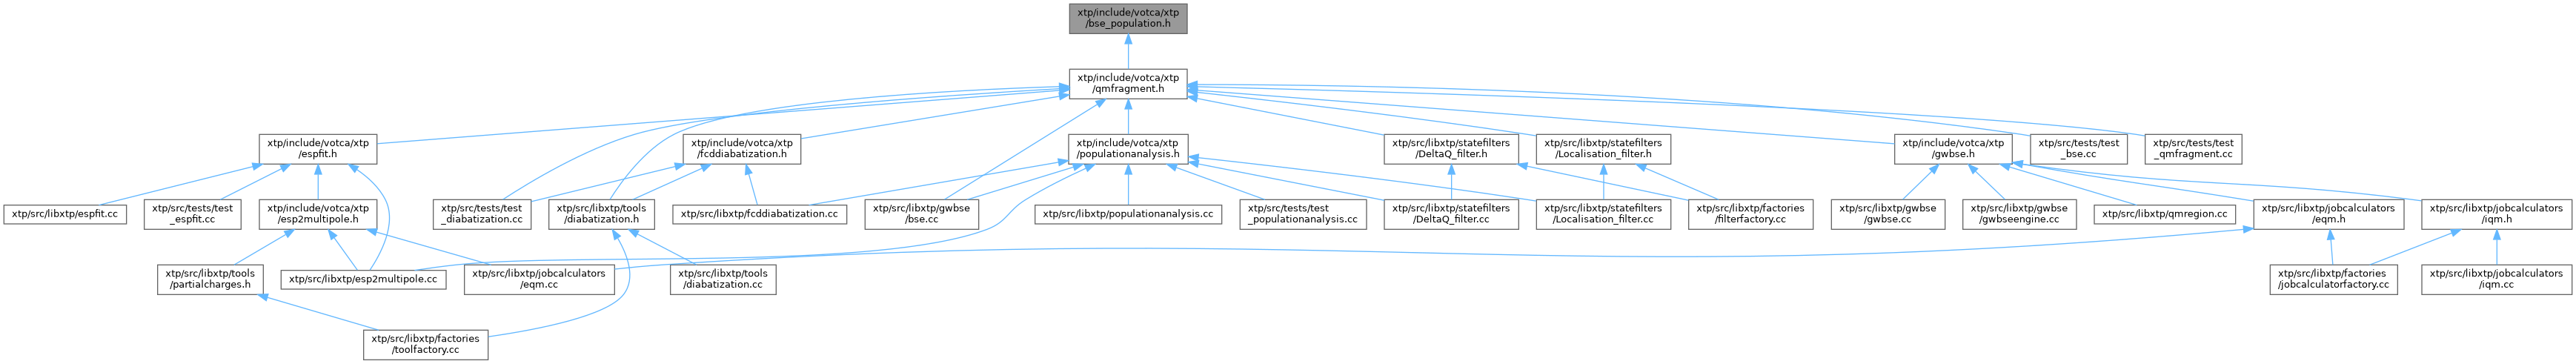 xtp/include/votca/xtp
/bse_population.h
xtp/include/votca/xtp
/qmfragment.h
xtp/include/votca/xtp
/espfit.h
xtp/include/votca/xtp
/fcddiabatization.h
xtp/include/votca/xtp
/populationanalysis.h
xtp/src/libxtp/statefilters
/DeltaQ_filter.h
xtp/src/libxtp/statefilters
/Localisation_filter.h
xtp/include/votca/xtp
/gwbse.h
xtp/src/tests/test
_bse.cc
xtp/src/tests/test
_qmfragment.cc
xtp/src/libxtp/espfit.cc
xtp/src/tests/test
_espfit.cc
xtp/include/votca/xtp
/esp2multipole.h
xtp/src/tests/test
_diabatization.cc
xtp/src/libxtp/tools
/diabatization.h
xtp/src/libxtp/fcddiabatization.cc
xtp/src/libxtp/gwbse
/bse.cc
xtp/src/libxtp/populationanalysis.cc
xtp/src/tests/test
_populationanalysis.cc
xtp/src/libxtp/statefilters
/DeltaQ_filter.cc
xtp/src/libxtp/statefilters
/Localisation_filter.cc
xtp/src/libxtp/factories
/filterfactory.cc
xtp/src/libxtp/gwbse
/gwbse.cc
xtp/src/libxtp/gwbse
/gwbseengine.cc
xtp/src/libxtp/qmregion.cc
xtp/src/libxtp/jobcalculators
/eqm.h
xtp/src/libxtp/jobcalculators
/iqm.h
xtp/src/libxtp/tools
/partialcharges.h
xtp/src/libxtp/esp2multipole.cc
xtp/src/libxtp/jobcalculators
/eqm.cc
xtp/src/libxtp/tools
/diabatization.cc
xtp/src/libxtp/factories
/jobcalculatorfactory.cc
xtp/src/libxtp/jobcalculators
/iqm.cc
xtp/src/libxtp/factories
/toolfactory.cc